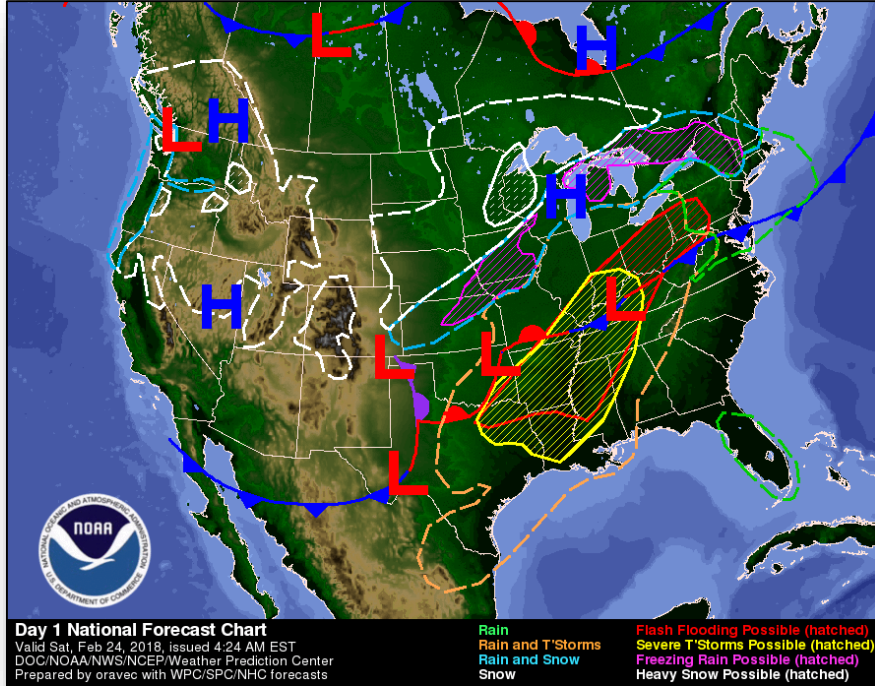 L
H
H
L
H
H
L
L
L
L
NATIONAL OCEANIC AND ATMOSPHERIC ADMINISTRATION
NOAA
U.S. DEPARTMENT OF COMMERCE
Day 1 National Forecast Chart
Valid Sat, Feb 24, 2018, issued 4:24 AM EST
DOC/NOAA/NWS/NCEP/Weather Prediction Center
Prepared by oravec with WPC/SPC/NHC forecasts
Rain
Rain and T'Storms
Rain and Snow
Snow
Flash Flooding Possible (hatched)
Severe T'Storms Possible (hatched)
Freezing Rain Possible (hatched)
Heavy Snow Possible (hatched)